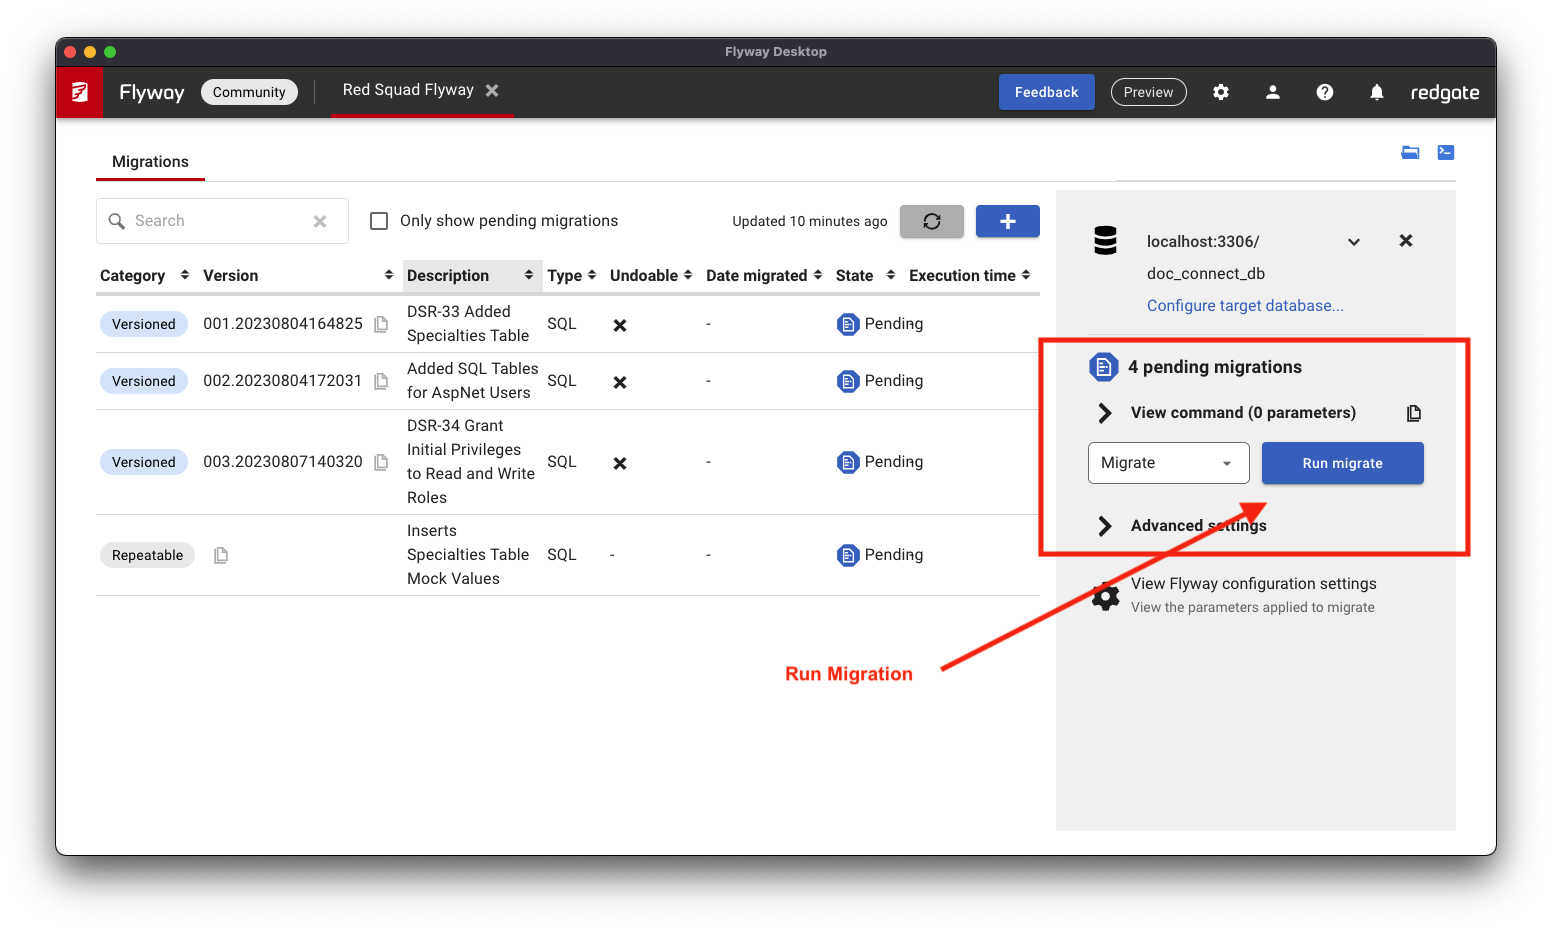 Flyway Desktop
Flyway Community Red Squad Flyway Feedback Preview redgate
Migrations
Search Only show pending migrations Updated 10 minutes ago
Category Version Description Type Undoable Date migrated State Execution time
Versioned 001.20230804164825 DSR-33 Added SQL - Pending -
Specialties Table
Versioned 002.20230804172031 Added SQL Tables SQL - Pending -
for AspNet Users
Versioned 003.20230807140320 DSR-34 Grant SQL - Pending -
Initial Privileges
to Read and Write
Roles
Repeatable Inserts SQL - - Pending -
Specialties Table
Mock Values
localhost:3306/
doc_connect_db
Configure target database...
4 pending migrations
View command (0 parameters)
Migrate Run migrate
Advanced settings
View Flyway configuration settings
View the parameters applied to migrate
Run Migration